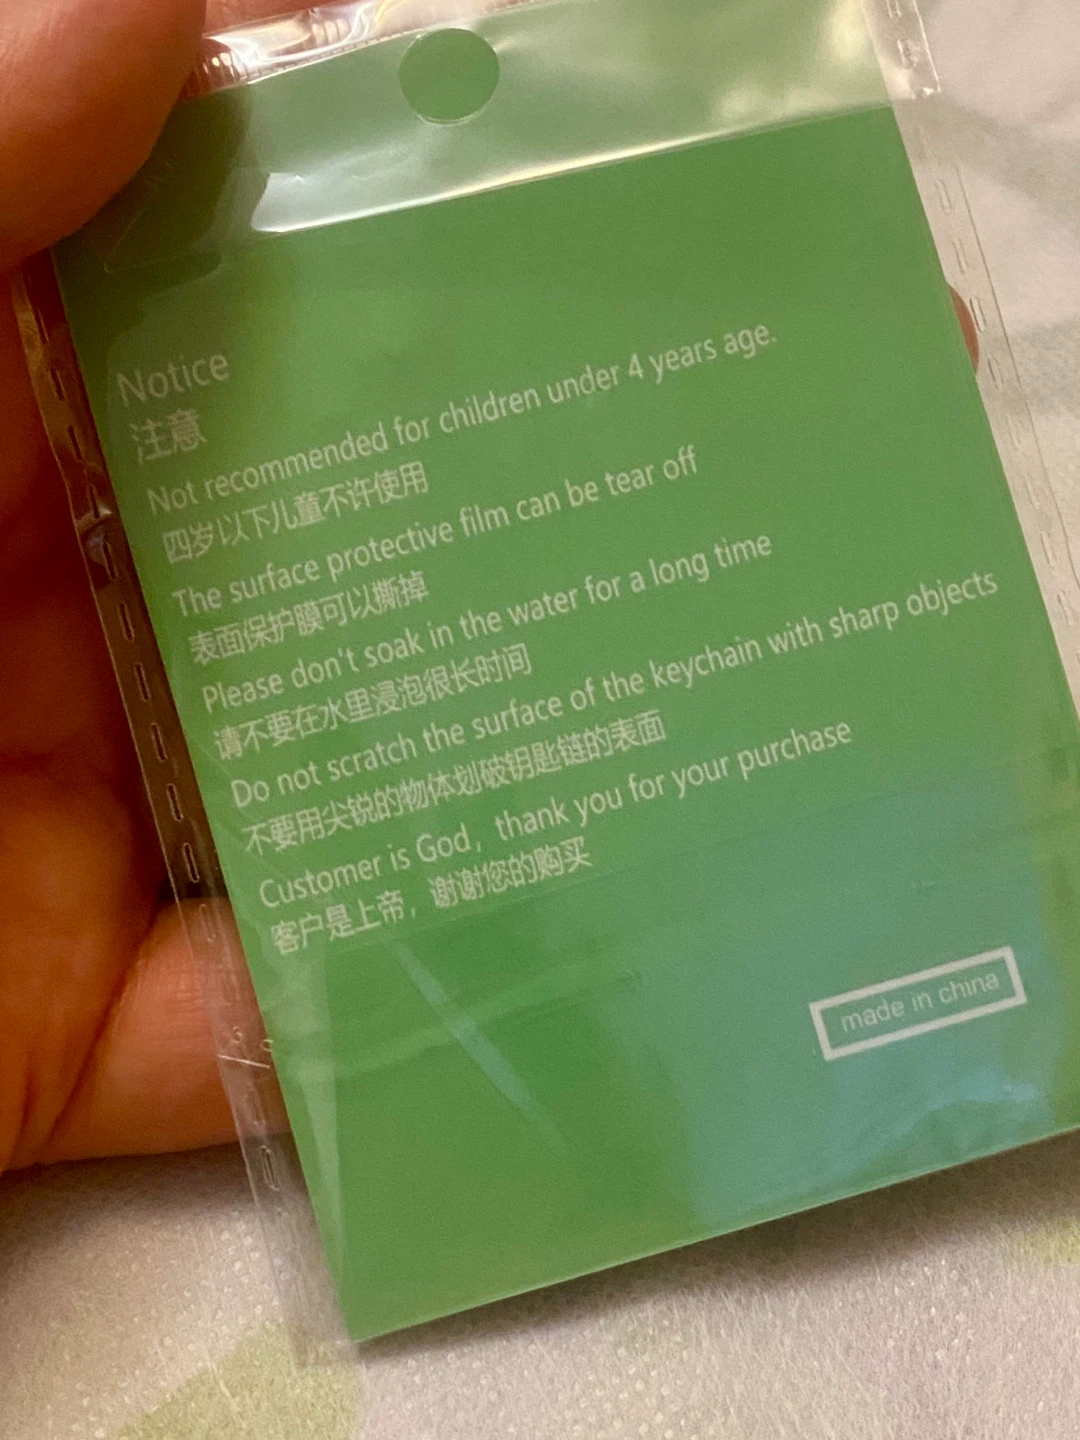 Notice
注意
Not recommended for children under 4 years age.
四岁以下儿童不许使用
The surface protective film can be tear off
表面保护膜可以撕掉
Please don't soak in the water for a long time
请不要在水里浸泡很长时间
Do not scratch the surface of the keychain with sharp objects
不要用尖锐的物体划破钥匙链的表面
Customer is God, thank you for your purchase
客户是上帝，谢谢您的购买
made in china